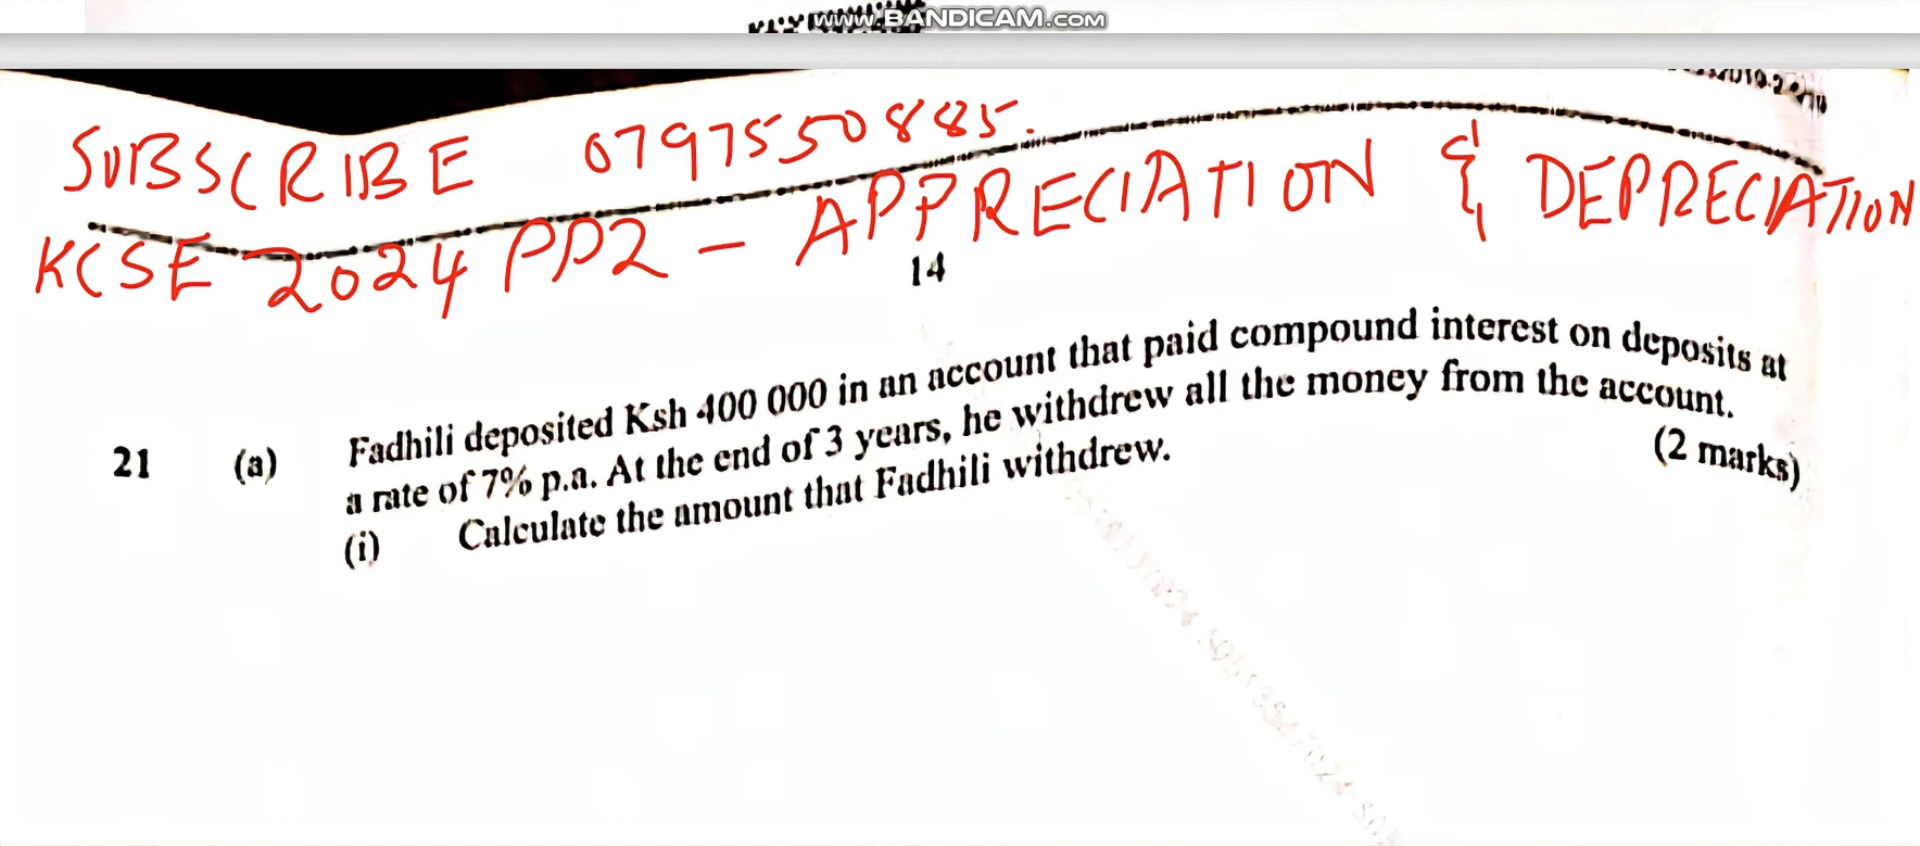 www.BANDICAM.COM
SUBSCRIBE 0797550885.
KCSE 2024 PP2 - APPRECIATION & DEPRECIATION
14
21 (a) Fadhili deposited Ksh 400 000 in an account that paid compound interest on deposits at
a rate of 7% p.a. At the end of 3 years, he withdrew all the money from the account.
(i) Calculate the amount that Fadhili withdrew. (2 marks)